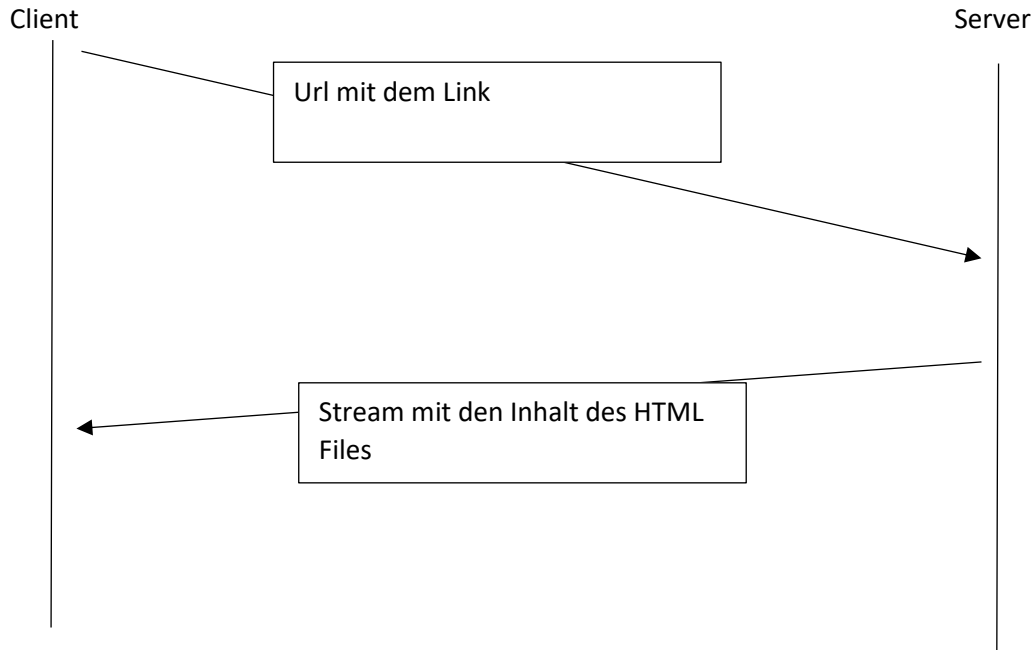 Client
Server
Url mit dem Link
Stream mit den Inhalt des HTML
Files